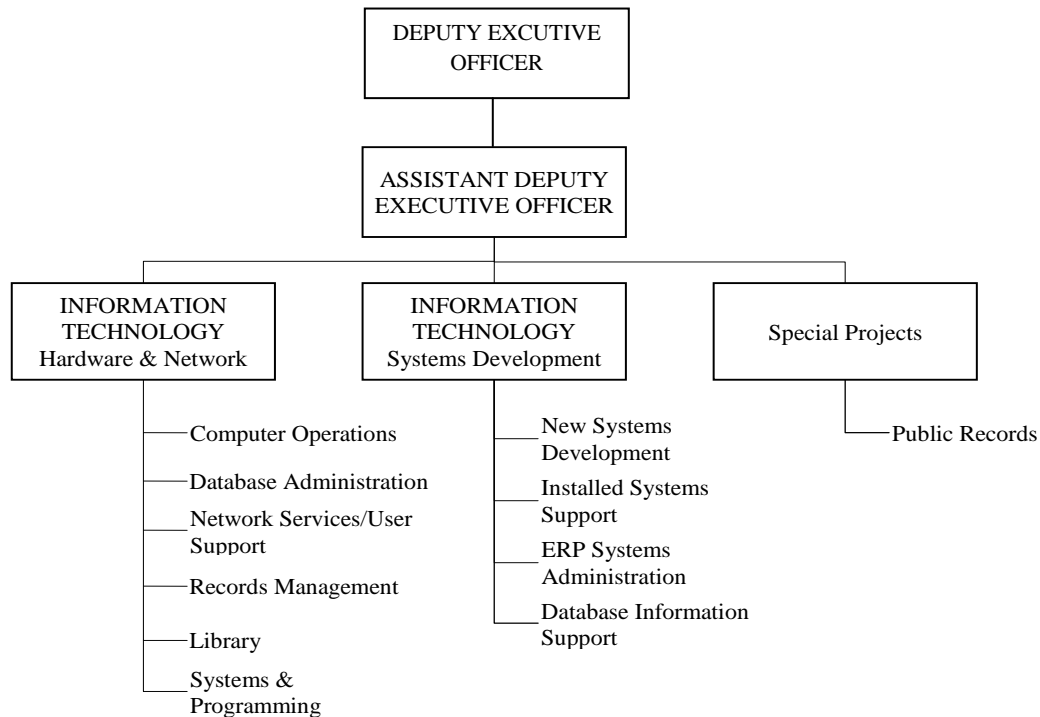 DEPUTY EXCUTIVE
OFFICER
ASSISTANT DEPUTY
EXECUTIVE OFFICER
INFORMATION
TECHNOLOGY
Hardware & Network
INFORMATION
TECHNOLOGY
Systems Development
Special Projects
Computer Operations
Database Administration
Network Services/User
Support
Records Management
Library
Systems &
Programming
New Systems
Development
Installed Systems
Support
ERP Systems
Administration
Database Information
Support
Public Records